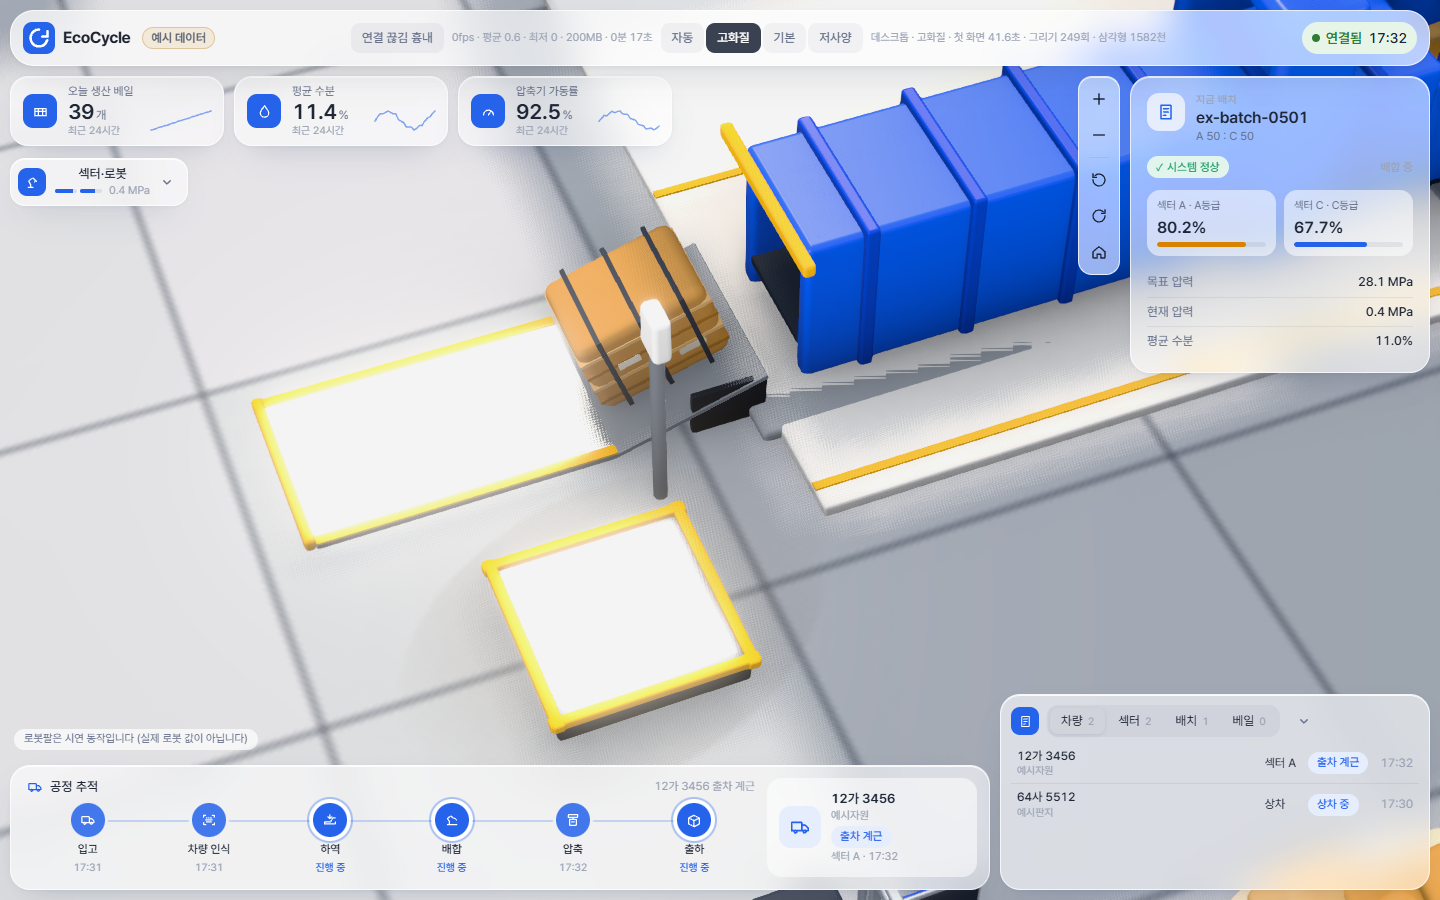 EcoCycle
예시 데이터
연결 끊김 흉내
0fps · 평균 0.6 · 최저 0 · 200MB · 0분 17초
자동
고화질
기본
저사양
데스크톱 · 고화질 · 첫 화면 41.6초 · 그리기 249회 · 삼각형 1582천
연결됨 17:32
오늘 생산 베일
39개
최근 24시간
평균 수분
11.4%
최근 24시간
압축기 가동률
92.5%
최근 24시간
섹터·로봇
0.4 MPa
지금 배치
ex-batch-0501
A 50 : C 50
✓ 시스템 정상
배합 중
섹터 A · A등급
80.2%
섹터 C · C등급
67.7%
목표 압력 28.1 MPa
현재 압력 0.4 MPa
평균 수분 11.0%
로봇팔은 시연 동작입니다 (실제 로봇 값이 아닙니다)
공정 추적
12가 3456 출차 계근
입고
17:31
차량 인식
17:31
하역
진행 중
배합
진행 중
압축
17:32
출하
진행 중
12가 3456
예시자원
출차 계근
섹터 A · 17:32
차량 2
섹터 2
배치 1
베일 0
12가 3456
예시자원
섹터 A
출차 계근
17:32
64사 5512
예시판지
상차
상차 중
17:30